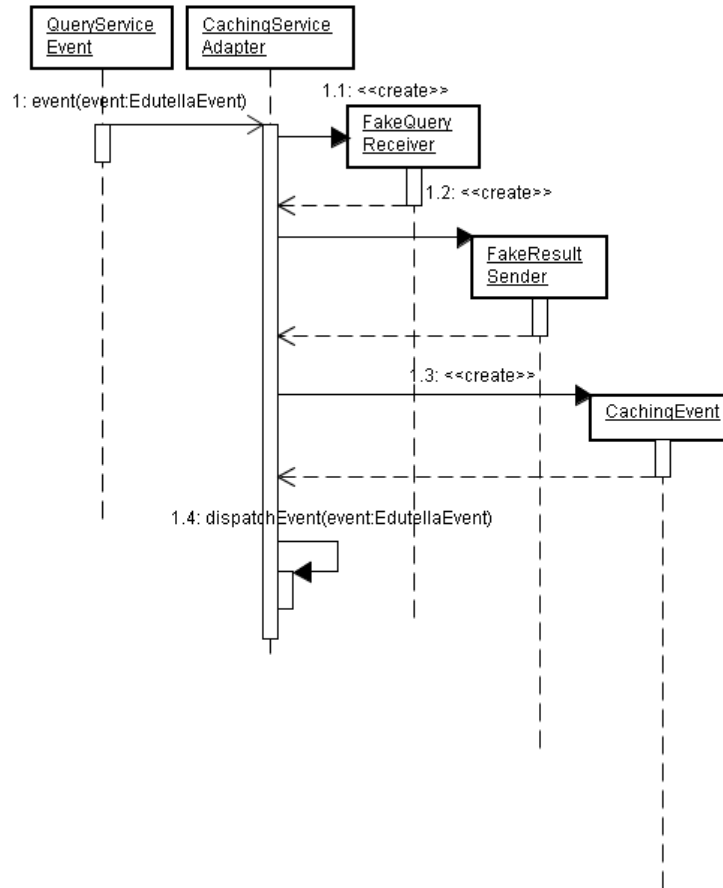 QueryService
Event
CachingService
Adapter
1: event(event:EdutellaEvent)
1.1: <<create>>
FakeQuery
Receiver
1.2: <<create>>
FakeResult
Sender
1.3: <<create>>
CachingEvent
1.4: dispatchEvent(event:EdutellaEvent)